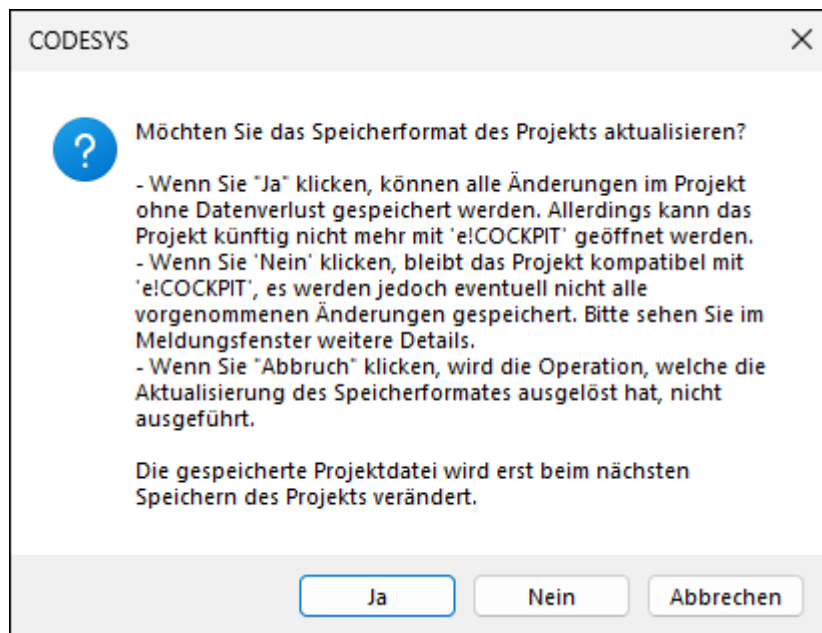 CODESYS
Möchten Sie das Speicherformat des Projekts aktualisieren?
- Wenn Sie "Ja" klicken, können alle Änderungen im Projekt
ohne Datenverlust gespeichert werden. Allerdings kann das
Projekt künftig nicht mehr mit 'e!COCKPIT' geöffnet werden.
- Wenn Sie 'Nein' klicken, bleibt das Projekt kompatibel mit
'e!COCKPIT', es werden jedoch eventuell nicht alle
vorgenommenen Änderungen gespeichert. Bitte sehen Sie im
Meldungsfenster weitere Details.
- Wenn Sie "Abbruch" klicken, wird die Operation, welche die
Aktualisierung des Speicherformates ausgelöst hat, nicht
ausgeführt.
Die gespeicherte Projektdatei wird erst beim nächsten
Speichern des Projekts verändert.
Ja
Nein
Abbrechen